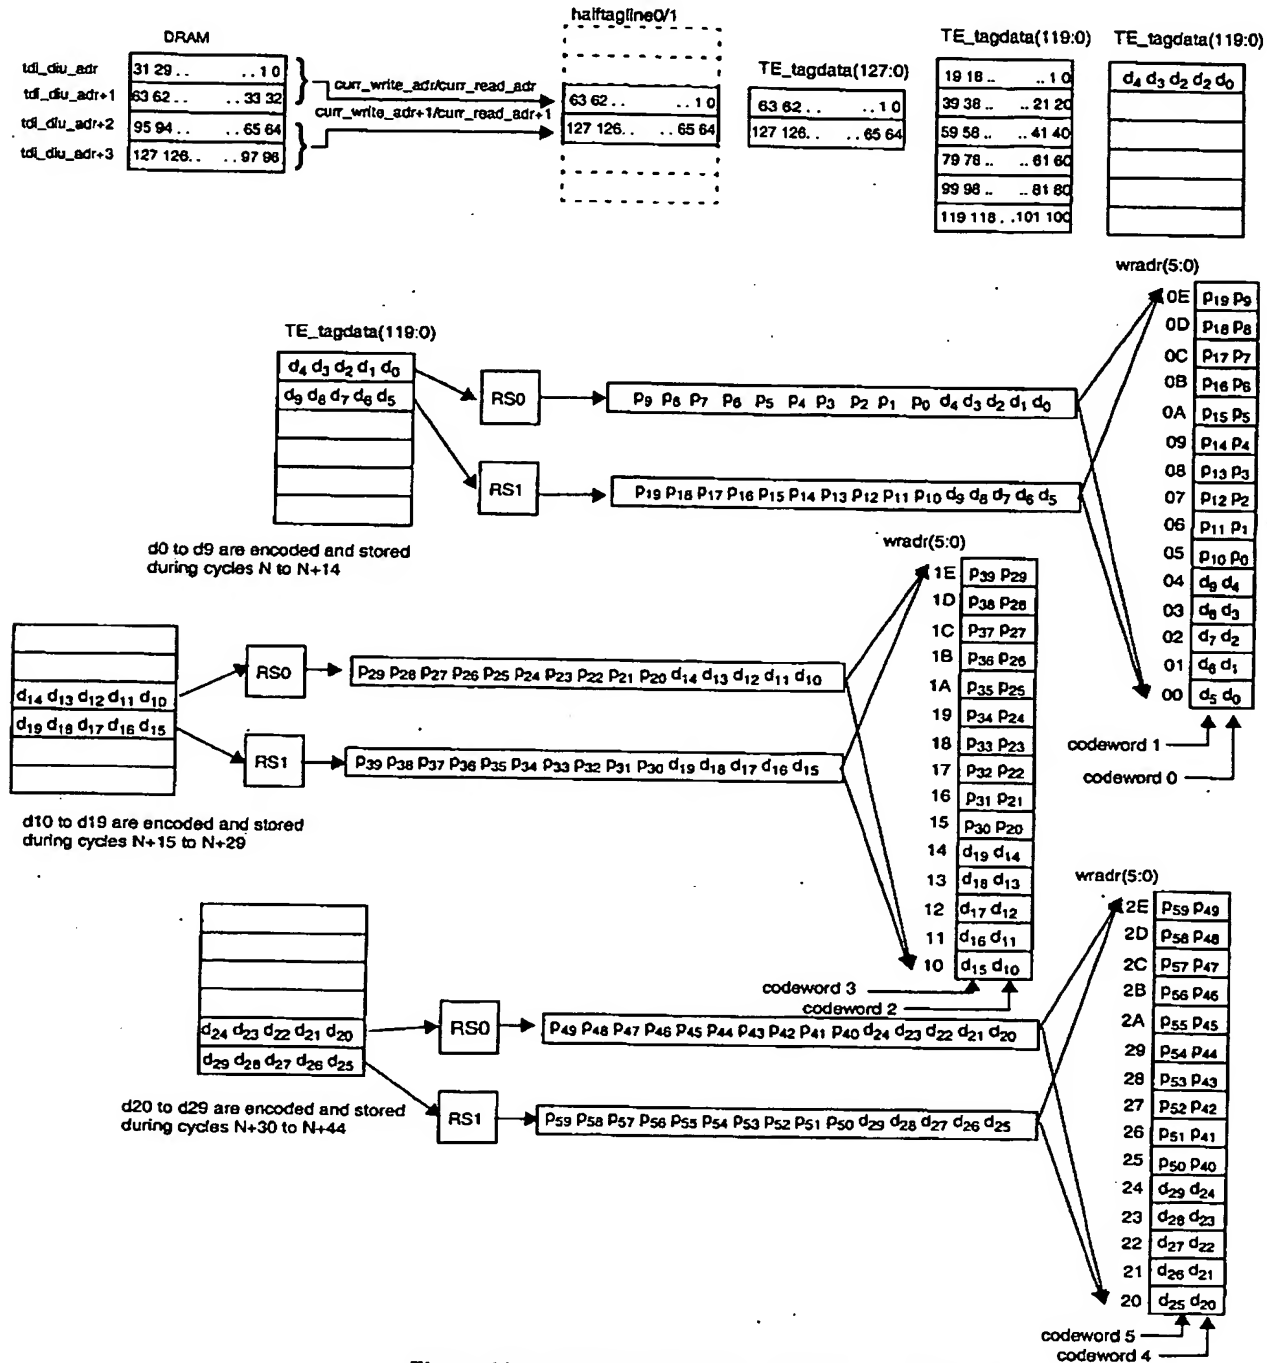 halftagline0/1
DRAM
tdi_diu_adr 31 29 . . . . 1 0
tdi_diu_adr+1 63 62 . . . . 33 32
tdi_diu_adr+2 95 94 . . . . 65 64
tdi_diu_adr+3 127 126. . . . 97 96
curr_write_adr/curr_read_adr
curr_write_adr+1/curr_read_adr+1
63 62 . . . . 1 0
127 126. . . . 65 64
TE_tagdata(127:0)
63 62 . . . . 1 0
127 126. . . . 65 64
TE_tagdata(119:0)
19 18 .. . . 1 0
39 38 .. . . 21 20
59 58 .. . . 41 40
79 78 .. . . 61 60
99 98 .. . . 81 80
119 118 . . 101 100
TE_tagdata(119:0)
d4 d3 d2 d2 d0
TE_tagdata(119:0)
d4 d3 d2 d1 d0
d9 d8 d7 d6 d5
RS0
p9 p8 p7 p6 p5 p4 p3 p2 p1 p0 d4 d3 d2 d1 d0
RS1
p19 p18 p17 p16 p15 p14 p13 p12 p11 p10 d9 d8 d7 d6 d5
d0 to d9 are encoded and stored
during cycles N to N+14
wradr(5:0)
0E p19 p9
0D p18 p8
0C p17 p7
0B p16 p6
0A p15 p5
09 p14 p4
08 p13 p3
07 p12 p2
06 p11 p1
05 p10 p0
04 d9 d4
03 d8 d3
02 d7 d2
01 d6 d1
00 d5 d0
codeword 1
codeword 0
d14 d13 d12 d11 d10
d19 d18 d17 d16 d15
RS0
p29 p28 p27 p26 p25 p24 p23 p22 p21 p20 d14 d13 d12 d11 d10
RS1
p39 p38 p37 p36 p35 p34 p33 p32 p31 p30 d19 d18 d17 d16 d15
d10 to d19 are encoded and stored
during cycles N+15 to N+29
wradr(5:0)
1E p39 p29
1D p38 p28
1C p37 p27
1B p36 p26
1A p35 p25
19 p34 p24
18 p33 p23
17 p32 p22
16 p31 p21
15 p30 p20
14 d19 d14
13 d18 d13
12 d17 d12
11 d16 d11
10 d15 d10
codeword 3
codeword 2
d24 d23 d22 d21 d20
d29 d28 d27 d26 d25
RS0
p49 p48 p47 p46 p45 p44 p43 p42 p41 p40 d24 d23 d22 d21 d20
RS1
p59 p58 p57 p56 p55 p54 p53 p52 p51 p50 d29 d28 d27 d26 d25
d20 to d29 are encoded and stored
during cycles N+30 to N+44
wradr(5:0)
2E p59 p49
2D p58 p48
2C p57 p47
2B p56 p46
2A p55 p45
29 p54 p44
28 p53 p43
27 p52 p42
26 p51 p41
25 p50 p40
24 d29 d24
23 d28 d23
22 d27 d22
21 d26 d21
20 d25 d20
codeword 5
codeword 4